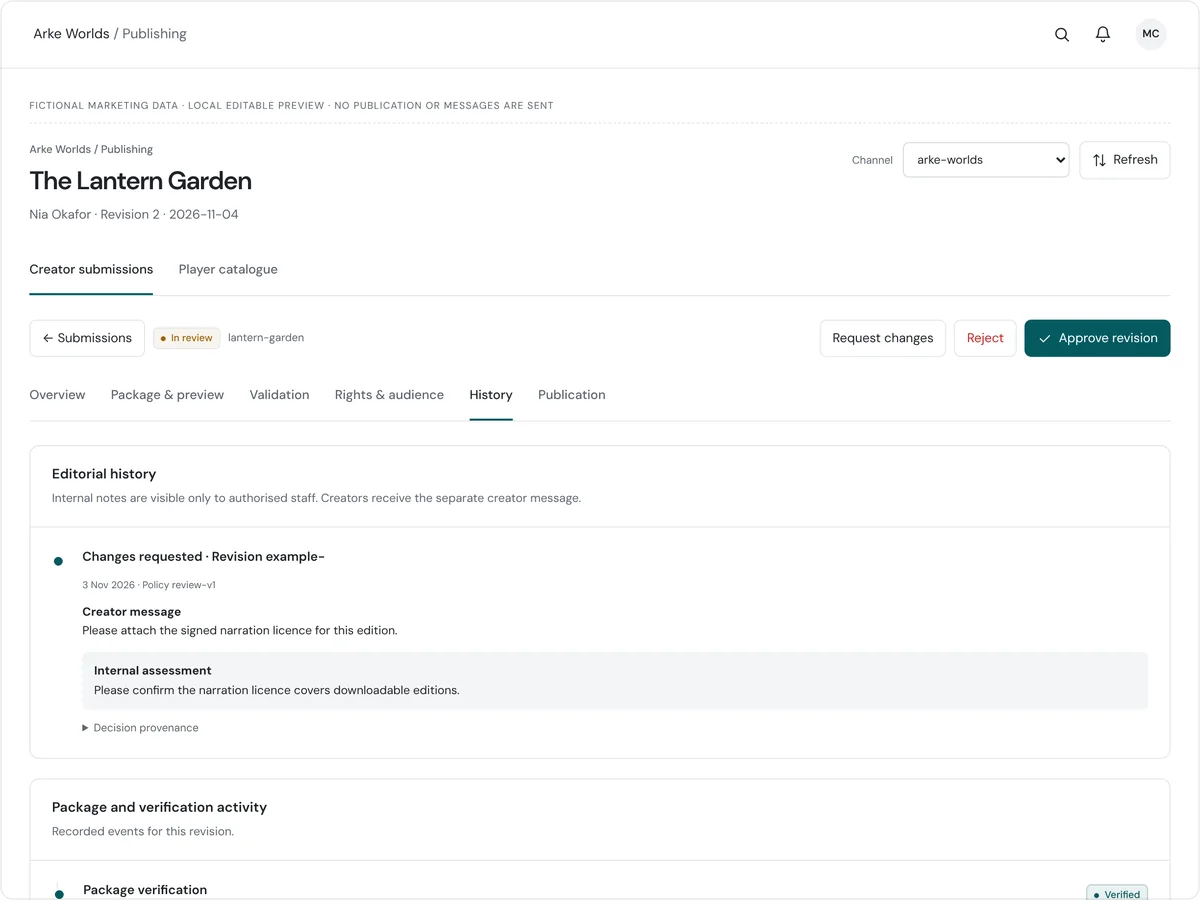 Arke Worlds / Publishing
MC
FICTIONAL MARKETING DATA · LOCAL EDITABLE PREVIEW · NO PUBLICATION OR MESSAGES ARE SENT
Arke Worlds / Publishing
The Lantern Garden
Nia Okafor · Revision 2 · 2026-11-04
Channel
arke-worlds
Refresh
Creator submissions
Player catalogue
← Submissions
In review
lantern-garden
Request changes
Reject
Approve revision
Overview
Package & preview
Validation
Rights & audience
History
Publication
Editorial history
Internal notes are visible only to authorised staff. Creators receive the separate creator message.
Changes requested · Revision example-
3 Nov 2026 · Policy review-v1
Creator message
Please attach the signed narration licence for this edition.
Internal assessment
Please confirm the narration licence covers downloadable editions.
Decision provenance
Package and verification activity
Recorded events for this revision.
Package verification
Verified